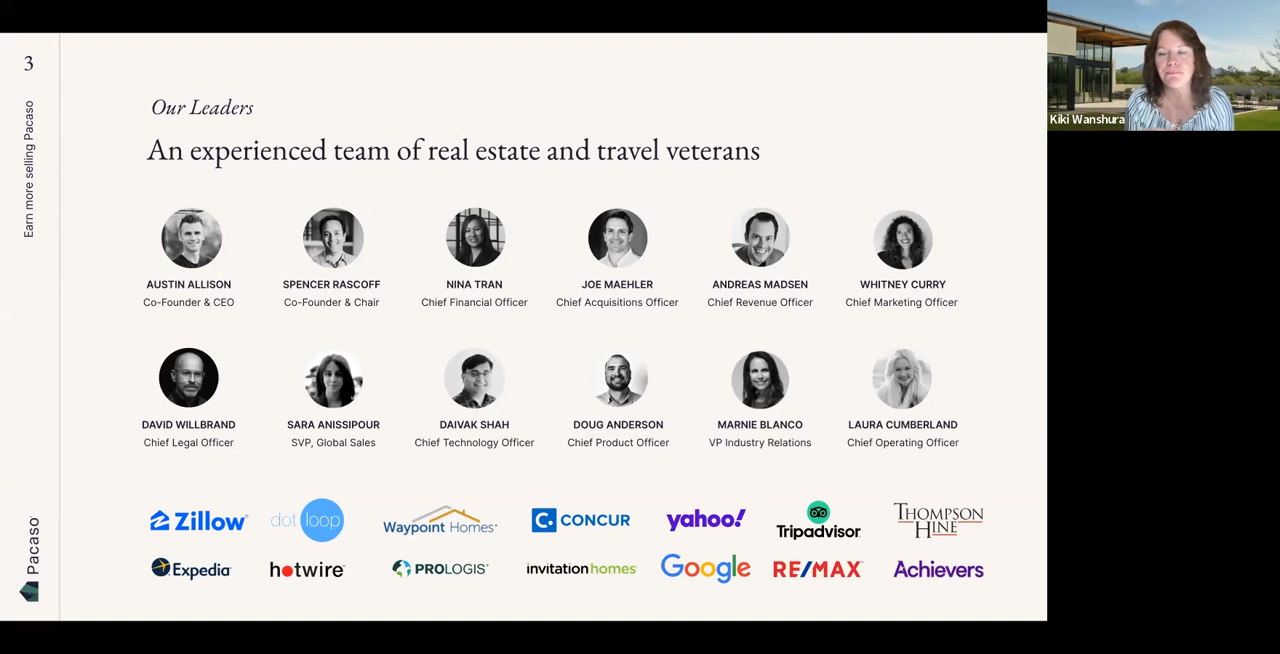 3
Earn more selling Pacaso
Pacaso
Our Leaders
An experienced team of real estate and travel veterans
AUSTIN ALLISON
Co-Founder & CEO
SPENCER RASCOFF
Co-Founder & Chair
NINA TRAN
Chief Financial Officer
JOE MAEHLER
Chief Acquisitions Officer
ANDREAS MADSEN
Chief Revenue Officer
WHITNEY CURRY
Chief Marketing Officer
DAVID WILLBRAND
Chief Legal Officer
SARA ANISSIPOUR
SVP, Global Sales
DAIVAK SHAH
Chief Technology Officer
DOUG ANDERSON
Chief Product Officer
MARNIE BLANCO
VP Industry Relations
LAURA CUMBERLAND
Chief Operating Officer
Zillow
dotloop
Waypoint Homes
C. CONCUR
yahoo!
Tripadvisor
THOMPSON
HINE
Expedia
hotwire
PROLOGIS
invitation homes
Google
RE/MAX
Achievers
Kiki Wanshura